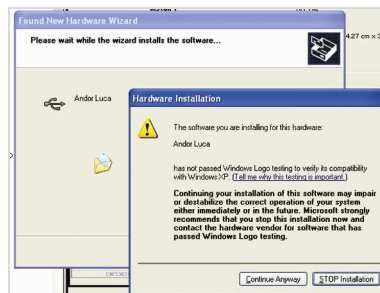 Found New Hardware Wizard
Please wait while the wizard installs the software...
4.27 cm x
Andor Luca
Hardware Installation
The software you are installing for this hardware:
Andor Luca
has not passed Windows Logo testing to verify its compatibility
with Windows XP. (Tell me why this testing is important.)
Continuing your installation of this software may impair
or destabilize the correct operation of your system
either immediately or in the future. Microsoft strongly
recommends that you stop this installation now and
contact the hardware vendor for software that has
passed Windows Logo testing.
Continue Anyway
STOP Installation